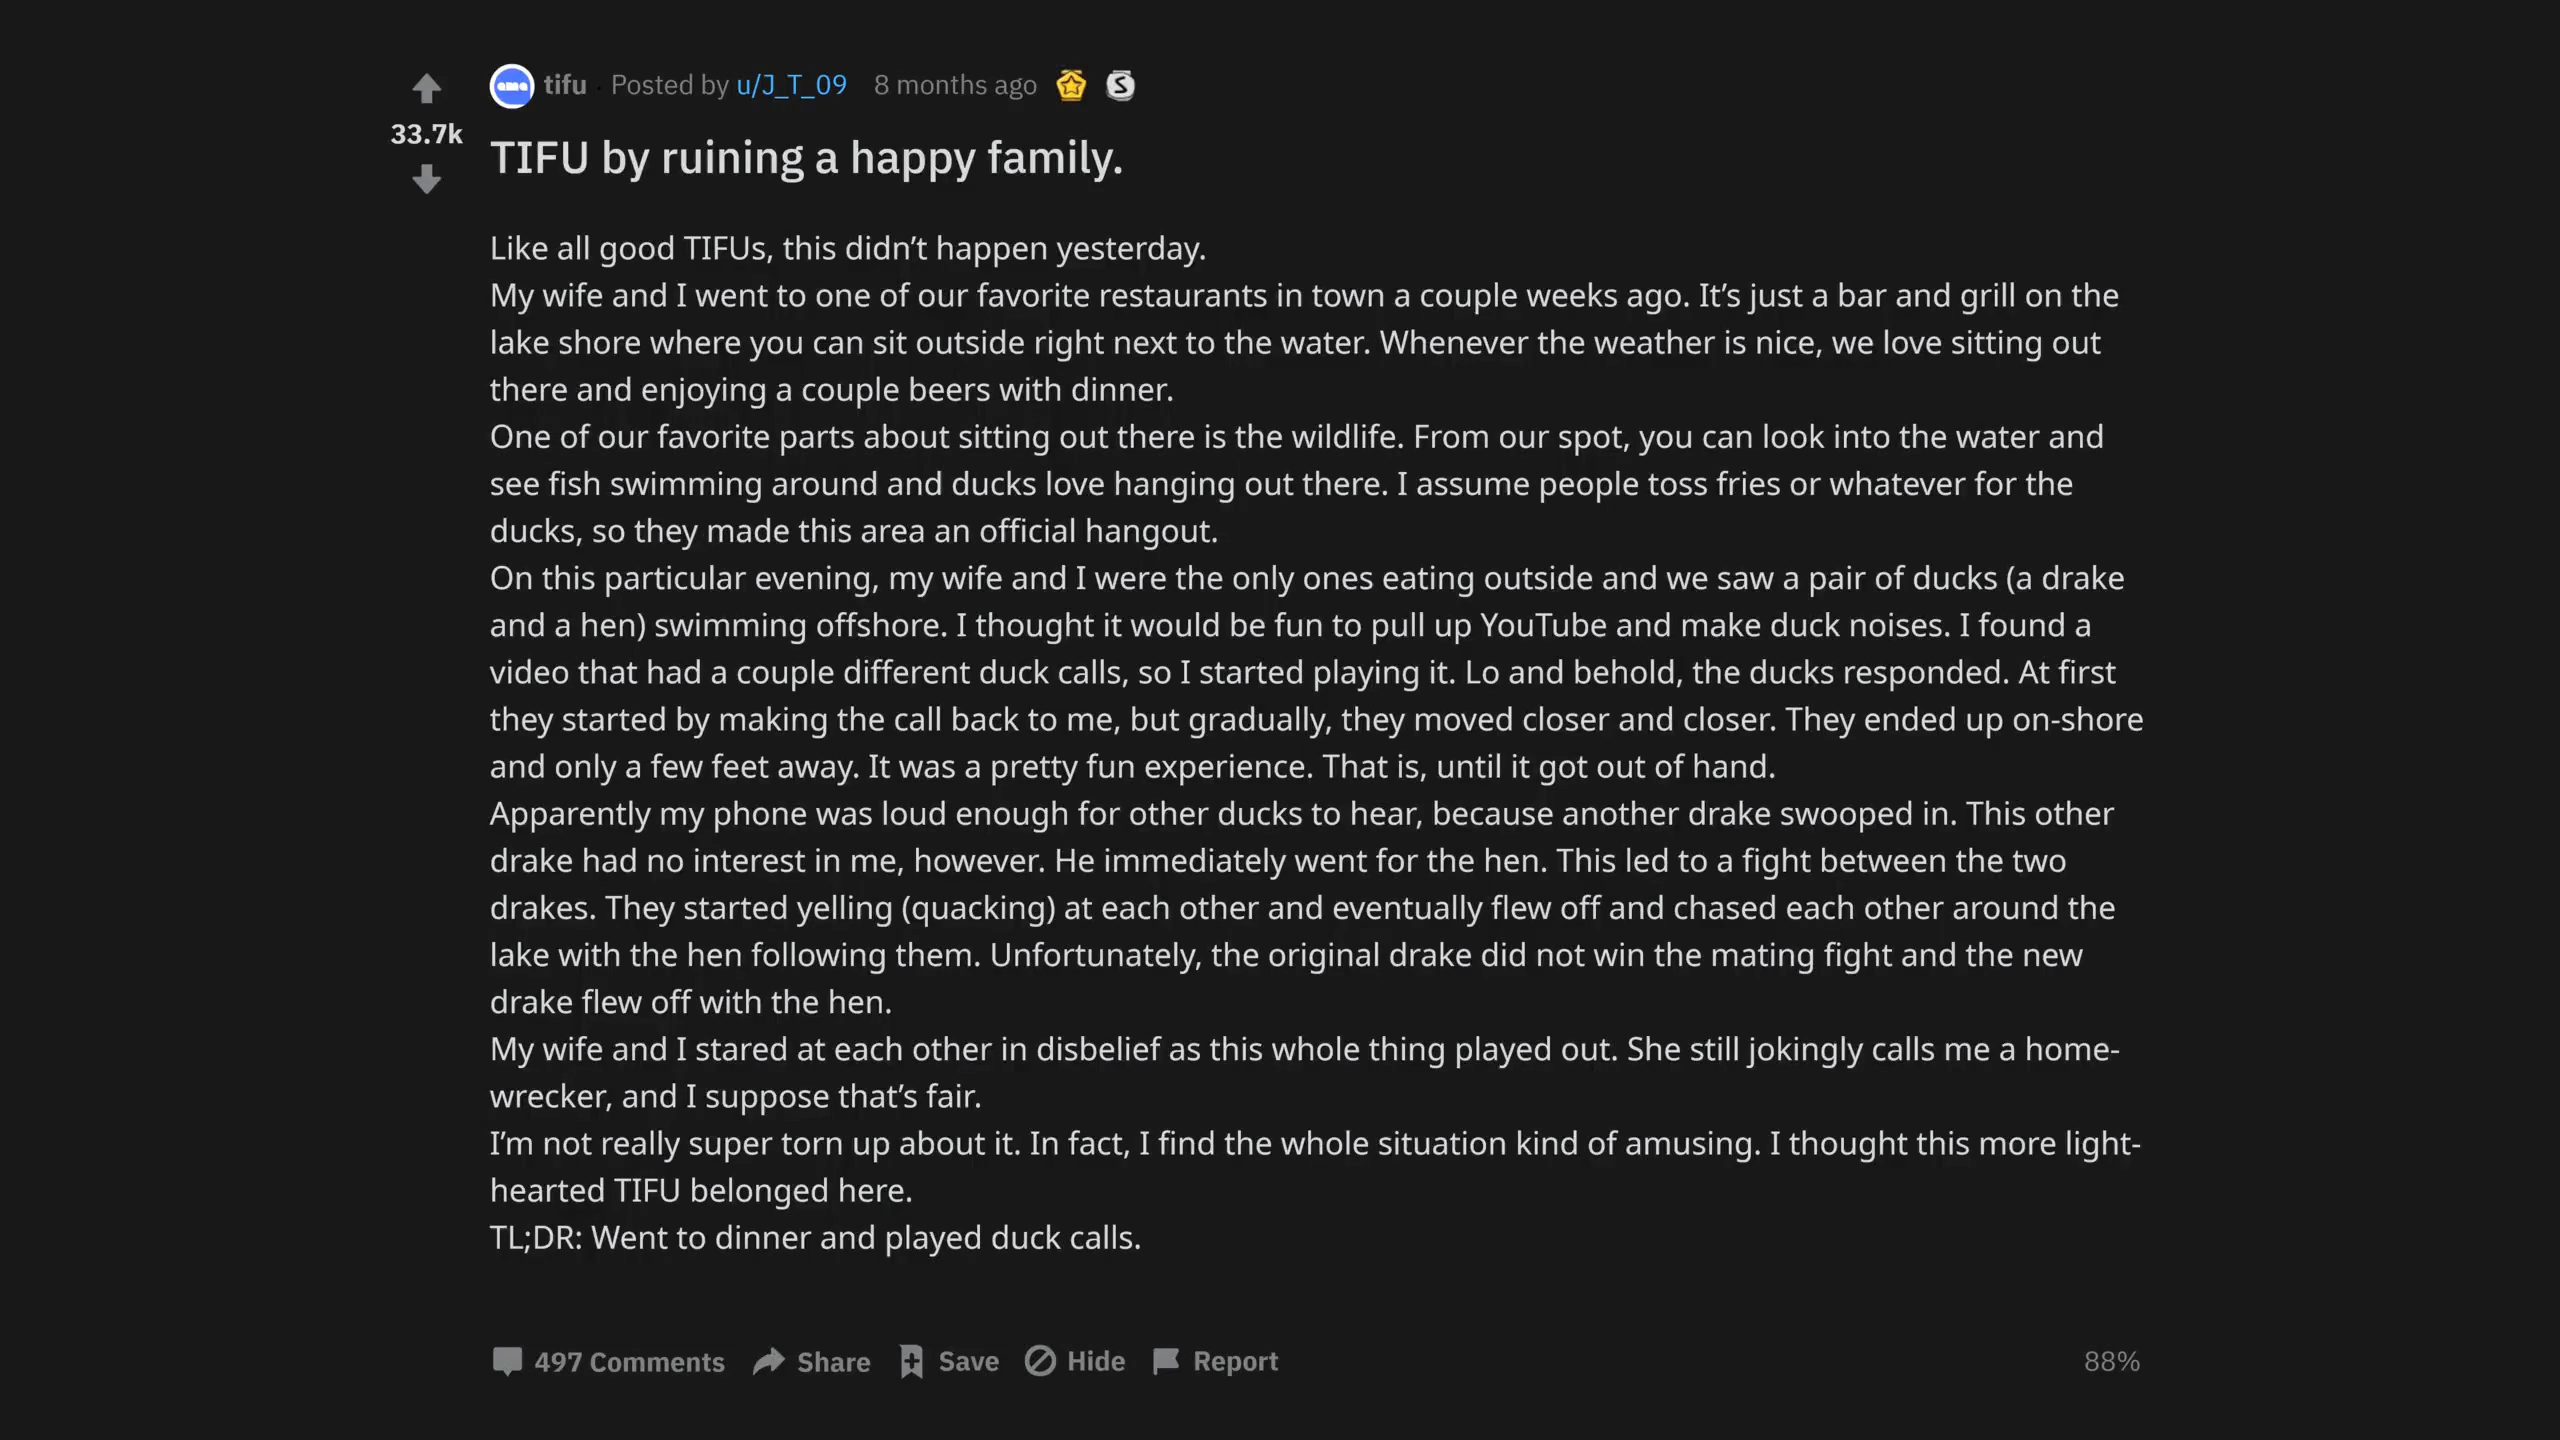 tifu · Posted by u/J_T_09 8 months ago
33.7k
TIFU by ruining a happy family.
Like all good TIFUs, this didn’t happen yesterday.
My wife and I went to one of our favorite restaurants in town a couple weeks ago. It’s just a bar and grill on the
lake shore where you can sit outside right next to the water. Whenever the weather is nice, we love sitting out
there and enjoying a couple beers with dinner.
One of our favorite parts about sitting out there is the wildlife. From our spot, you can look into the water and
see fish swimming around and ducks love hanging out there. I assume people toss fries or whatever for the
ducks, so they made this area an official hangout.
On this particular evening, my wife and I were the only ones eating outside and we saw a pair of ducks (a drake
and a hen) swimming offshore. I thought it would be fun to pull up YouTube and make duck noises. I found a
video that had a couple different duck calls, so I started playing it. Lo and behold, the ducks responded. At first
they started by making the call back to me, but gradually, they moved closer and closer. They ended up on-shore
and only a few feet away. It was a pretty fun experience. That is, until it got out of hand.
Apparently my phone was loud enough for other ducks to hear, because another drake swooped in. This other
drake had no interest in me, however. He immediately went for the hen. This led to a fight between the two
drakes. They started yelling (quacking) at each other and eventually flew off and chased each other around the
lake with the hen following them. Unfortunately, the original drake did not win the mating fight and the new
drake flew off with the hen.
My wife and I stared at each other in disbelief as this whole thing played out. She still jokingly calls me a home-
wrecker, and I suppose that’s fair.
I’m not really super torn up about it. In fact, I find the whole situation kind of amusing. I thought this more light-
hearted TIFU belonged here.
TL;DR: Went to dinner and played duck calls.
497 Comments Share Save Hide Report 88%